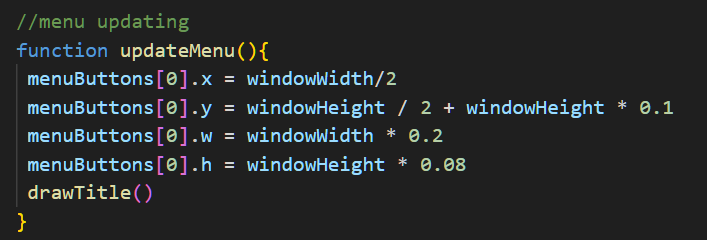 //menu updating
function updateMenu(){
menuButtons[0].x = windowWidth/2
menuButtons[0].y = windowHeight / 2 + windowHeight * 0.1
menuButtons[0].w = windowWidth * 0.2
menuButtons[0].h = windowHeight * 0.08
drawTitle()
}